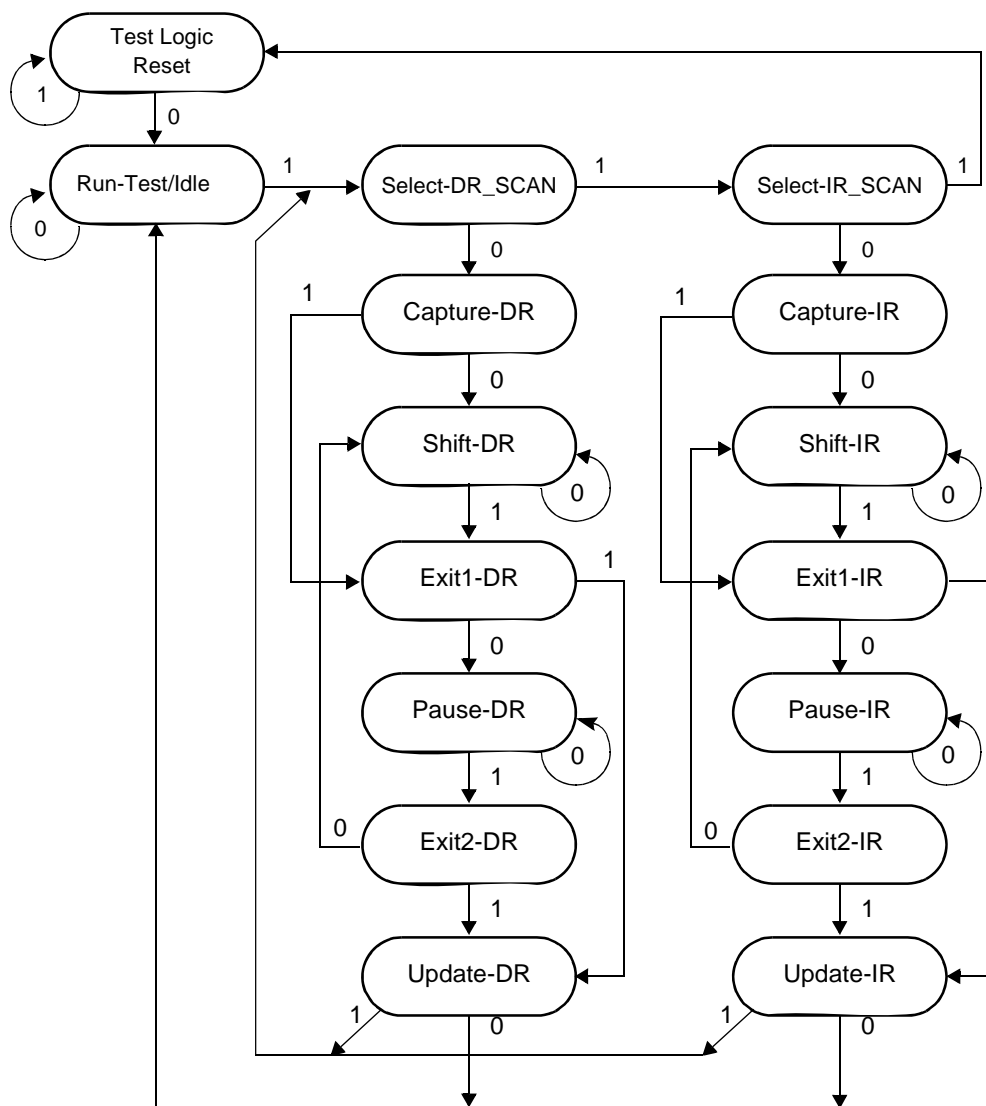 Test Logic
Reset
1
0
Run-Test/Idle
1
Select-DR_SCAN
1
Select-IR_SCAN
1
0
0
0
1
Capture-DR
1
Capture-IR
0
0
Shift-DR
Shift-IR
0
0
1
1
Exit1-DR
1
Exit1-IR
0
0
Pause-DR
Pause-IR
0
0
1
1
0
Exit2-DR
0
Exit2-IR
1
1
Update-DR
Update-IR
1
0
1
0